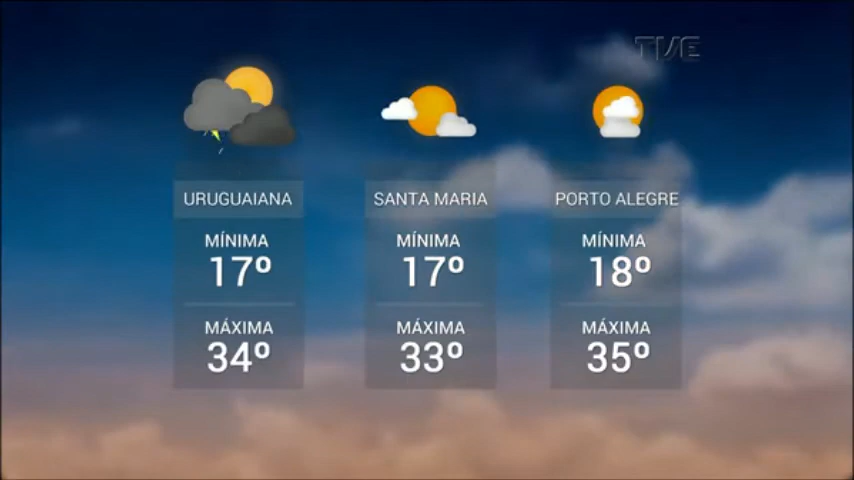 TVE
URUGUAIANA
MÍNIMA
17º
MÁXIMA
34º
SANTA MARIA
MÍNIMA
17º
MÁXIMA
33º
PORTO ALEGRE
MÍNIMA
18º
MÁXIMA
35º